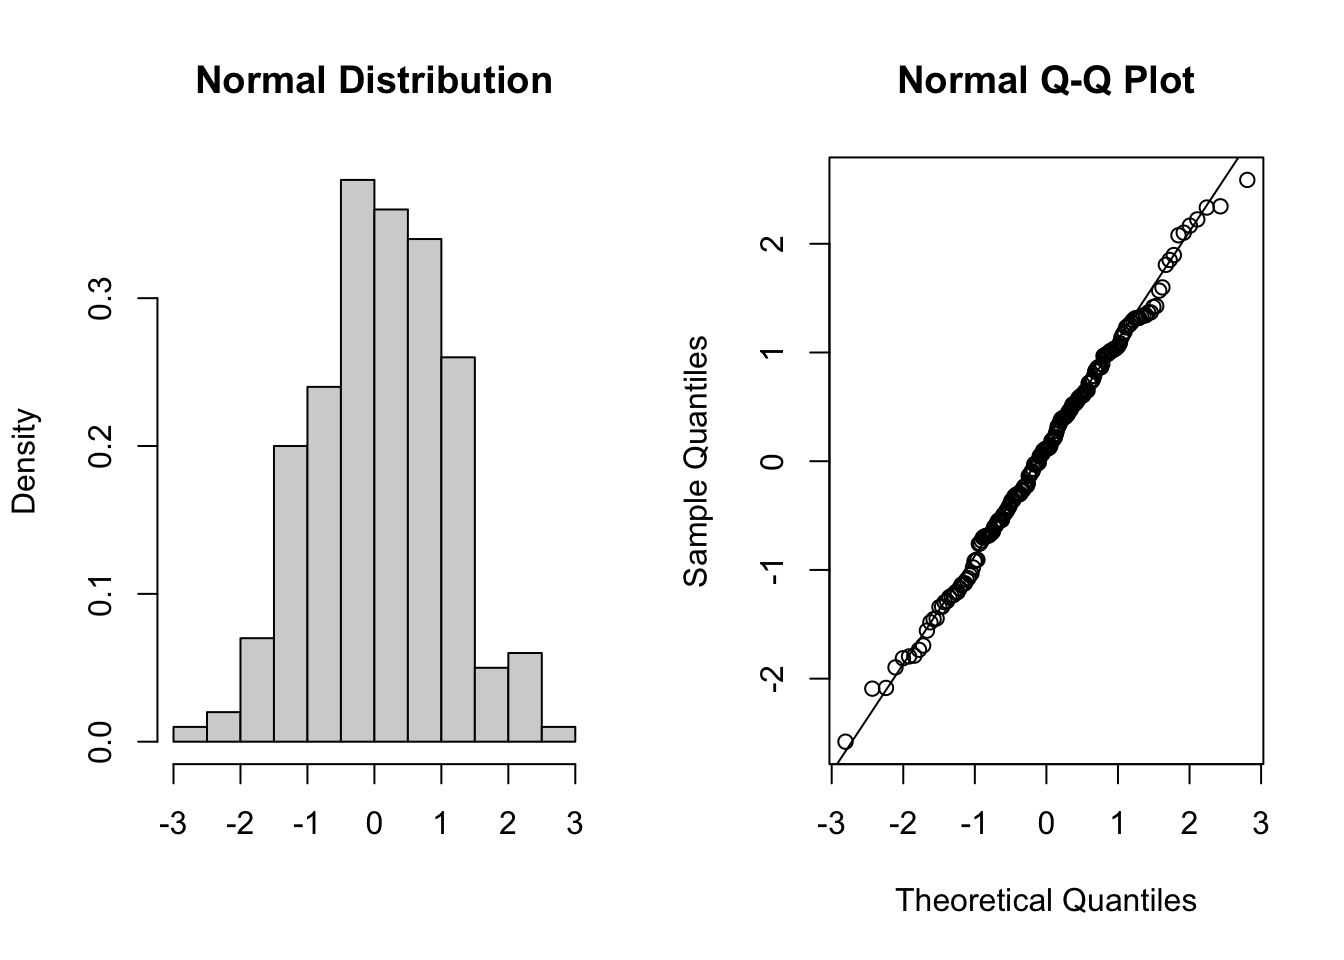 Normal Distribution
Density
0.0 0.1 0.2 0.3
-3 -2 -1 0 1 2 3
Normal Q-Q Plot
Sample Quantiles
-2 -1 0 1 2
-3 -2 -1 0 1 2 3
Theoretical Quantiles